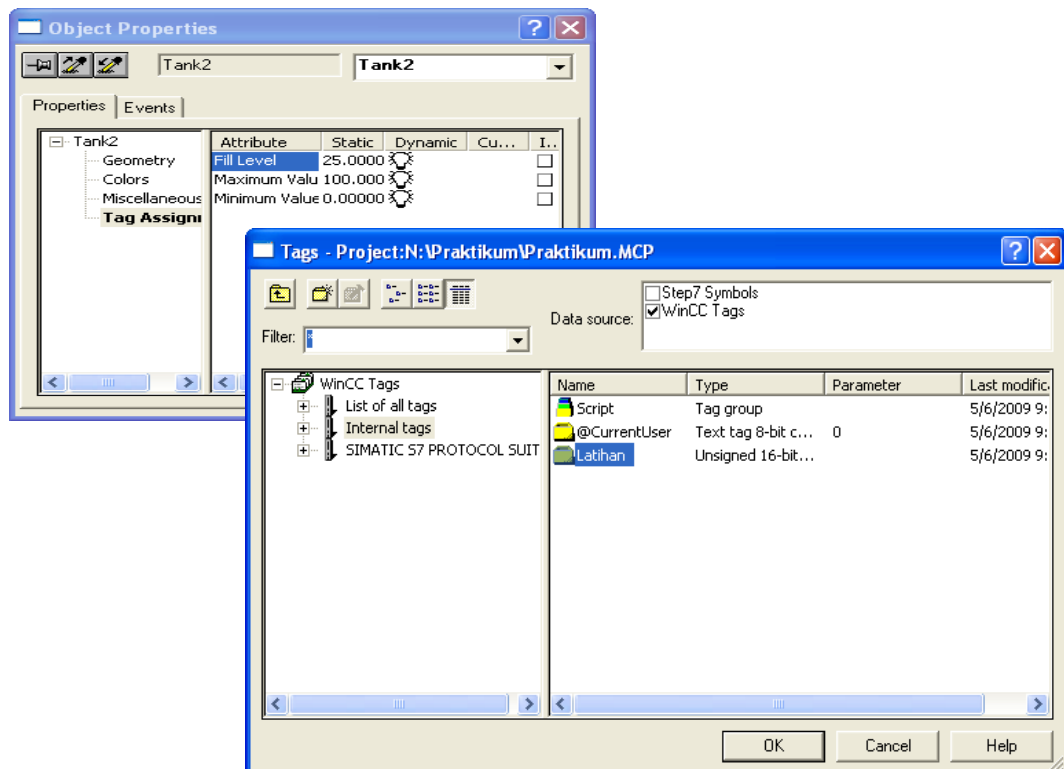 Object Properties
Tank2 Tank2
Properties Events
Tank2
Geometry
Colors
Miscellaneous
Tag Assignı
Attribute Static Dynamic Cu... I..
Fill Level 25.0000
Maximum Valu 100.000
Minimum Value 0.00000
Tags - Project:N:\Praktikum\Praktikum.MCP
Filter: *
Data source:
Step7 Symbols
WinCC Tags
WinCC Tags
List of all tags
Internal tags
SIMATIC S7 PROTOCOL SUIT
Name Type Parameter Last modific
Script Tag group 5/6/2009 9:
@CurrentUser Text tag 8-bit c... 0 5/6/2009 9:
Latihan Unsigned 16-bit... 5/6/2009 9:
OK Cancel Help